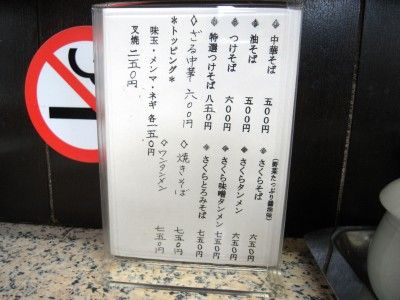 ★中華そば 五〇〇円
★油そば 五〇〇円
★つけそば 六〇〇円
★特選つけそば 八五〇円
◇ざる中華 六〇〇円
*トッピング*
味玉・メンマ・ネギ 各一五〇円
叉焼 二五〇円
(野菜たっぷり醤油味)
★さくらそば 六五〇円
★さくらタンメン 六五〇円
★さくら味噌タンメン 七五〇円
★さくらとろみそば 七五〇円
◇焼きそば 七五〇円
◇ワンタンメン 七五〇円